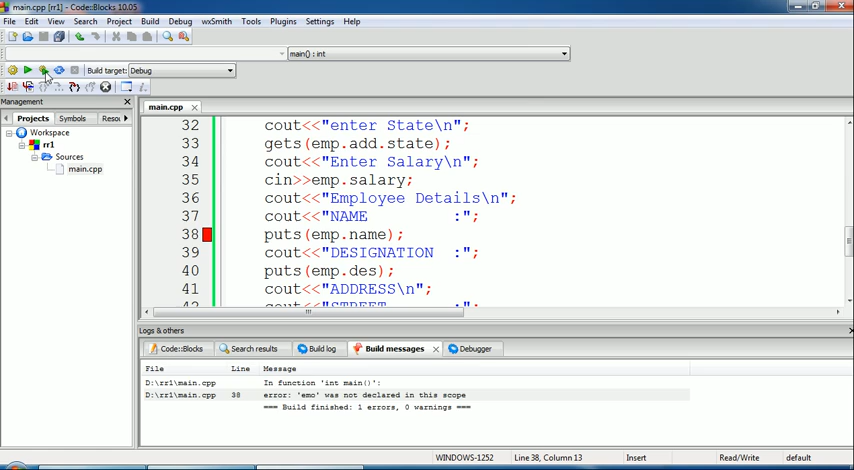 main.cpp [rr1] - Code::Blocks 10.05
File Edit View Search Project Build Debug wxSmith Tools Plugins Settings Help
main() : int
Build target: Debug
Management
Projects Symbols Resou
Workspace
rr1
Sources
main.cpp
main.cpp
32 cout<<"enter State\n";
33 gets(emp.add.state);
34 cout<<"Enter Salary\n";
35 cin>>emp.salary;
36 cout<<"Employee Details\n";
37 cout<<"NAME          :";
38 puts(emp.name);
39 cout<<"DESIGNATION  :";
40 puts(emp.des);
41 cout<<"ADDRESS\n";
42 cout<<"STREET        :";
Logs & others
Code::Blocks Search results Build log Build messages Debugger
File Line Message
D:\rr1\main.cpp In function 'int main()':
D:\rr1\main.cpp 38 error: 'emo' was not declared in this scope
=== Build finished: 1 errors, 0 warnings ===
WINDOWS-1252 Line 38, Column 13 Insert Read/Write default